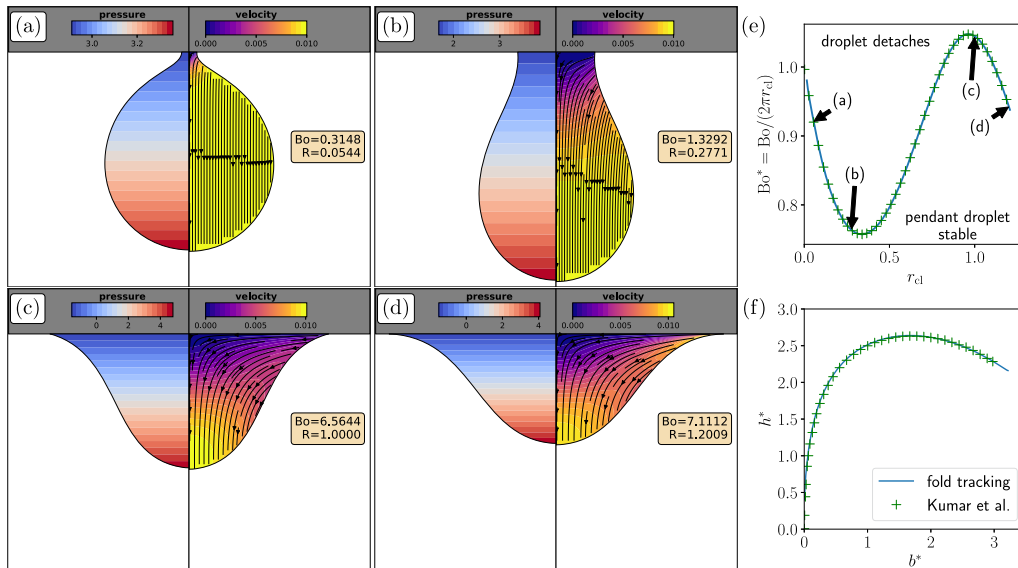 (a)
pressure
3.0 3.2
velocity
0.000 0.005 0.010
Bo=0.3148
R=0.0544
(b)
pressure
2 3
velocity
0.000 0.005 0.010
Bo=1.3292
R=0.2771
(c)
pressure
0 2 4
velocity
0.000 0.005 0.010
Bo=6.5644
R=1.0000
(d)
pressure
0 2 4
velocity
0.000 0.005 0.010
Bo=7.1112
R=1.2009
(e)
droplet detaches
(a)
(b)
(c)
(d)
pendant droplet
stable
Bo* = Bo/(2πr_cl)
1.0
0.9
0.8
0.0 0.5 1.0
r_cl
(f)
h*
3.0
2.5
2.0
1.5
1.0
0.5
0.0
fold tracking
Kumar et al.
0 1 2 3
b*